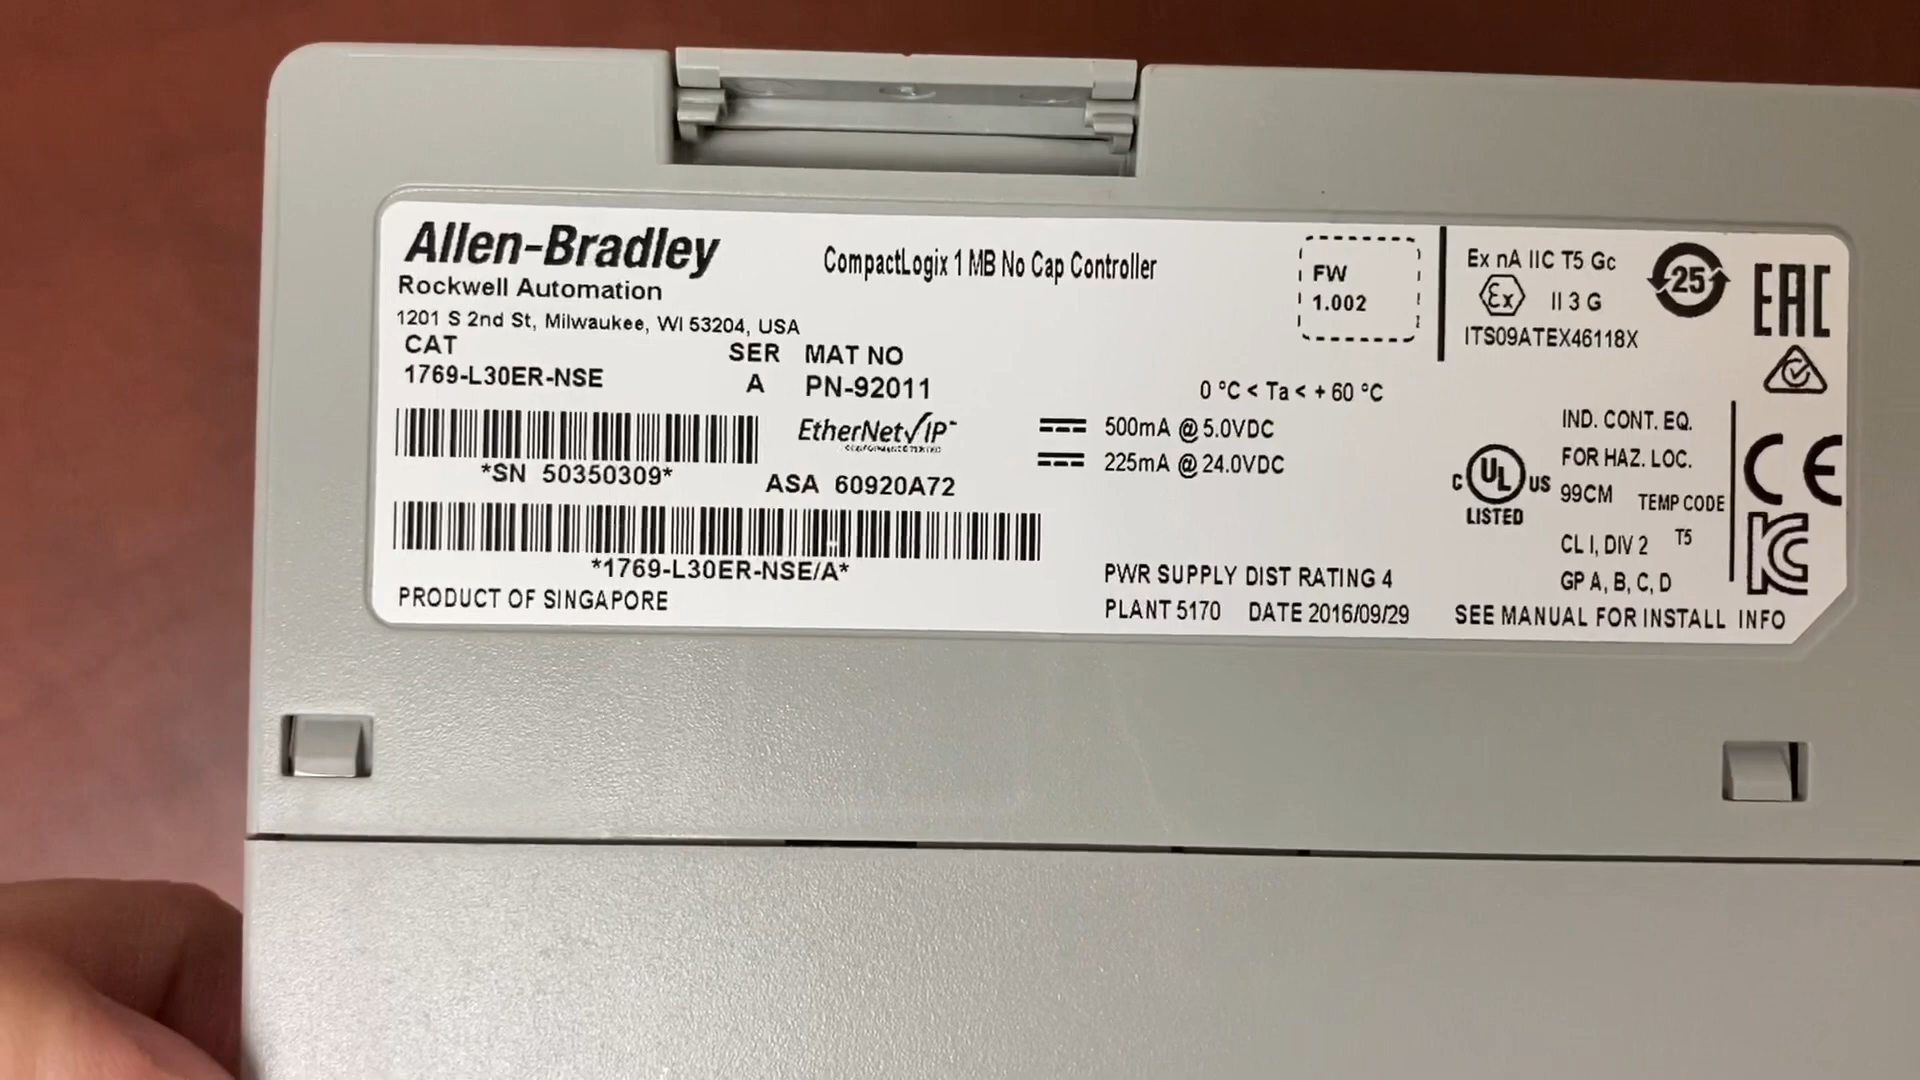 Allen-Bradley
Rockwell Automation
1201 S 2nd St, Milwaukee, WI 53204, USA
CAT
1769-L30ER-NSE
SER
A
MAT NO
PN-92011
CompactLogix 1 MB No Cap Controller
FW
1.002
Ex nA IIC T5 Gc
Ex II 3 G
ITS09ATEX46118X
25
EAC
0 °C < Ta < + 60 °C
EtherNet/IP™
500mA @ 5.0VDC
225mA @ 24.0VDC
*SN 50350309*
ASA 60920A72
*1769-L30ER-NSE/A*
PRODUCT OF SINGAPORE
PWR SUPPLY DIST RATING 4
PLANT 5170 DATE 2016/09/29
C UL US
LISTED
IND. CONT. EQ.
FOR HAZ. LOC.
99CM TEMP CODE
CL I, DIV 2 T5
GP A, B, C, D
CE
KC
SEE MANUAL FOR INSTALL INFO